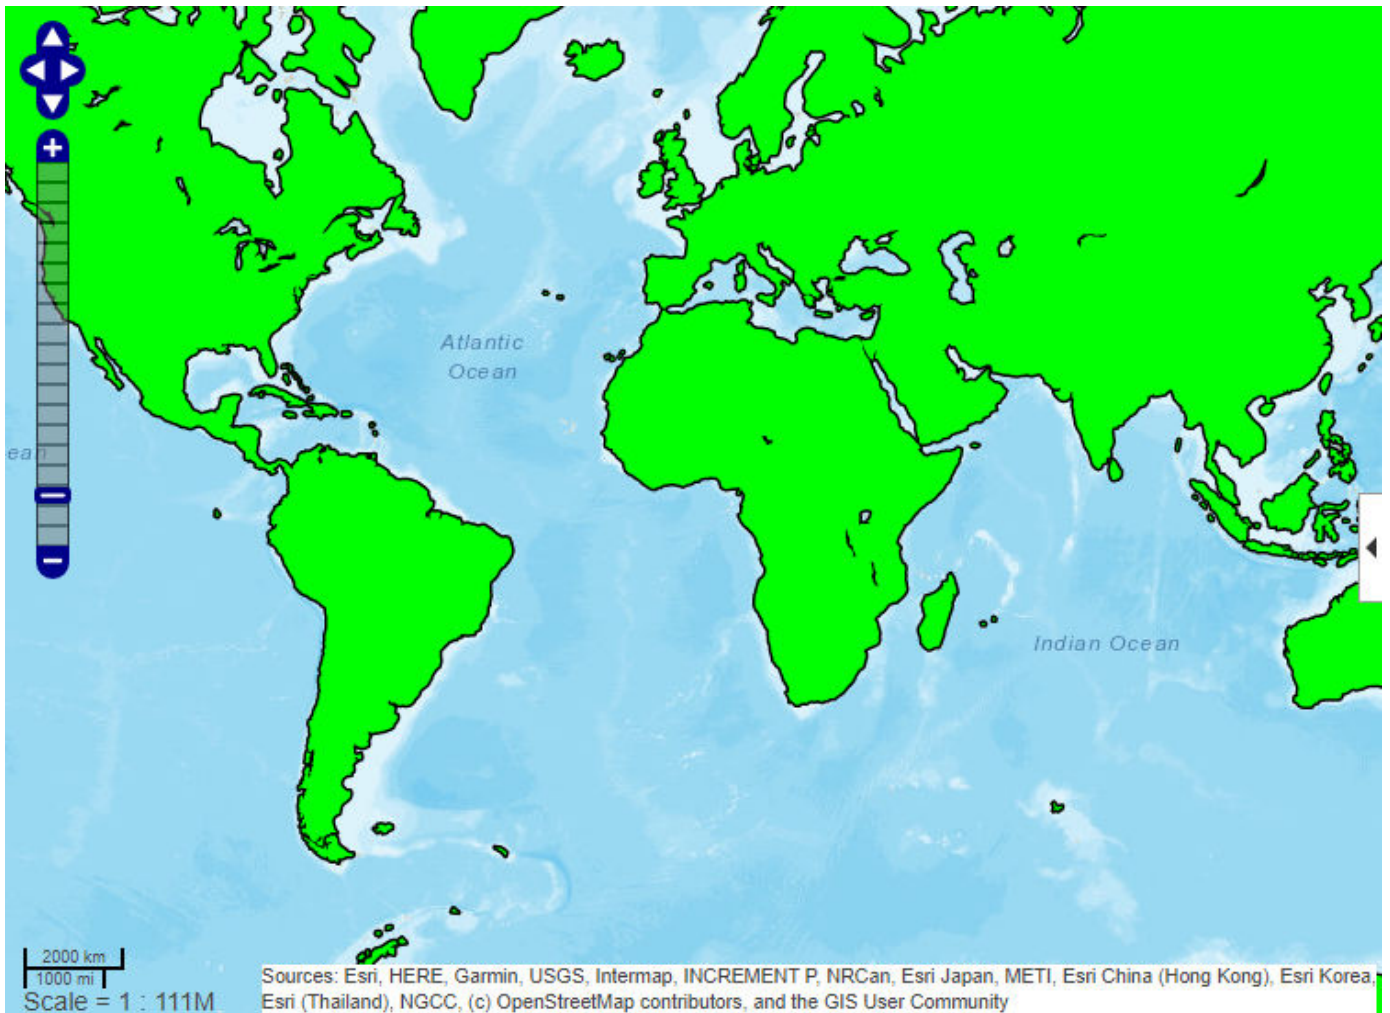 Atlantic
Ocean
ean
Indian Ocean
2000 km
1000 mi
Scale = 1 : 111M
Sources: Esri, HERE, Garmin, USGS, Intermap, INCREMENT P, NRCan, Esri Japan, METI, Esri China (Hong Kong), Esri Korea,
Esri (Thailand), NGCC, (c) OpenStreetMap contributors, and the GIS User Community